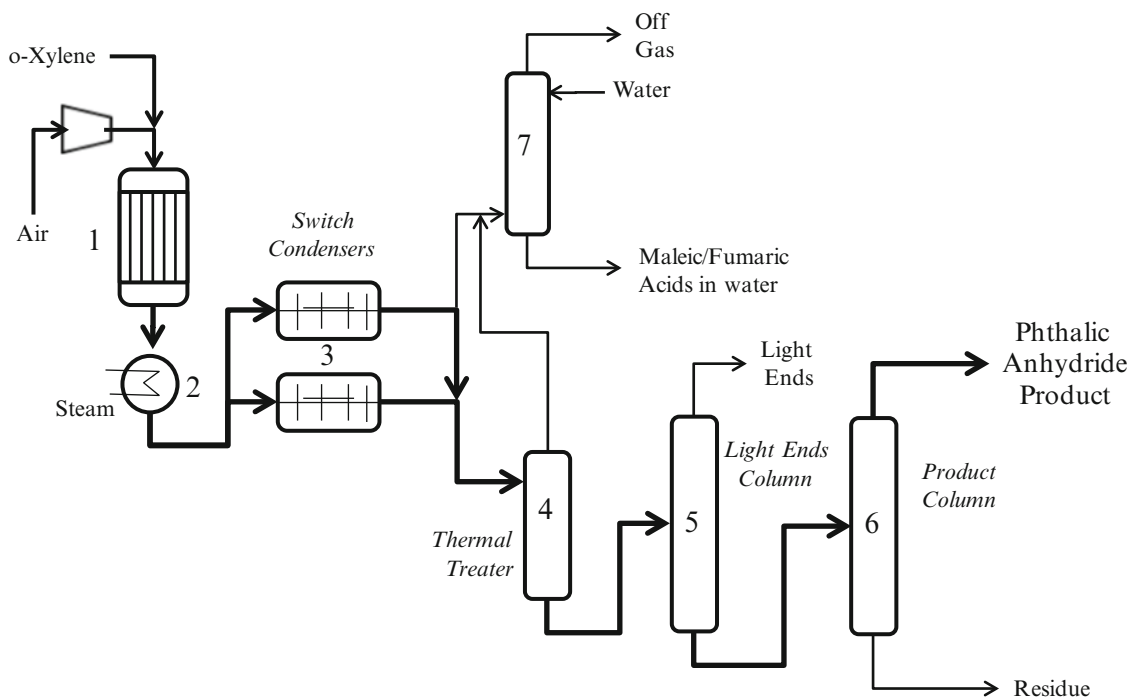 Off
Gas
o-Xylene
Water
7
Air
1
Switch
Condensers
Maleic/Fumaric
Acids in water
3
2
Steam
Light
Ends
Phthalic
Anhydride
Product
Light Ends
Column
Product
Column
4
5
6
Thermal
Treater
Residue